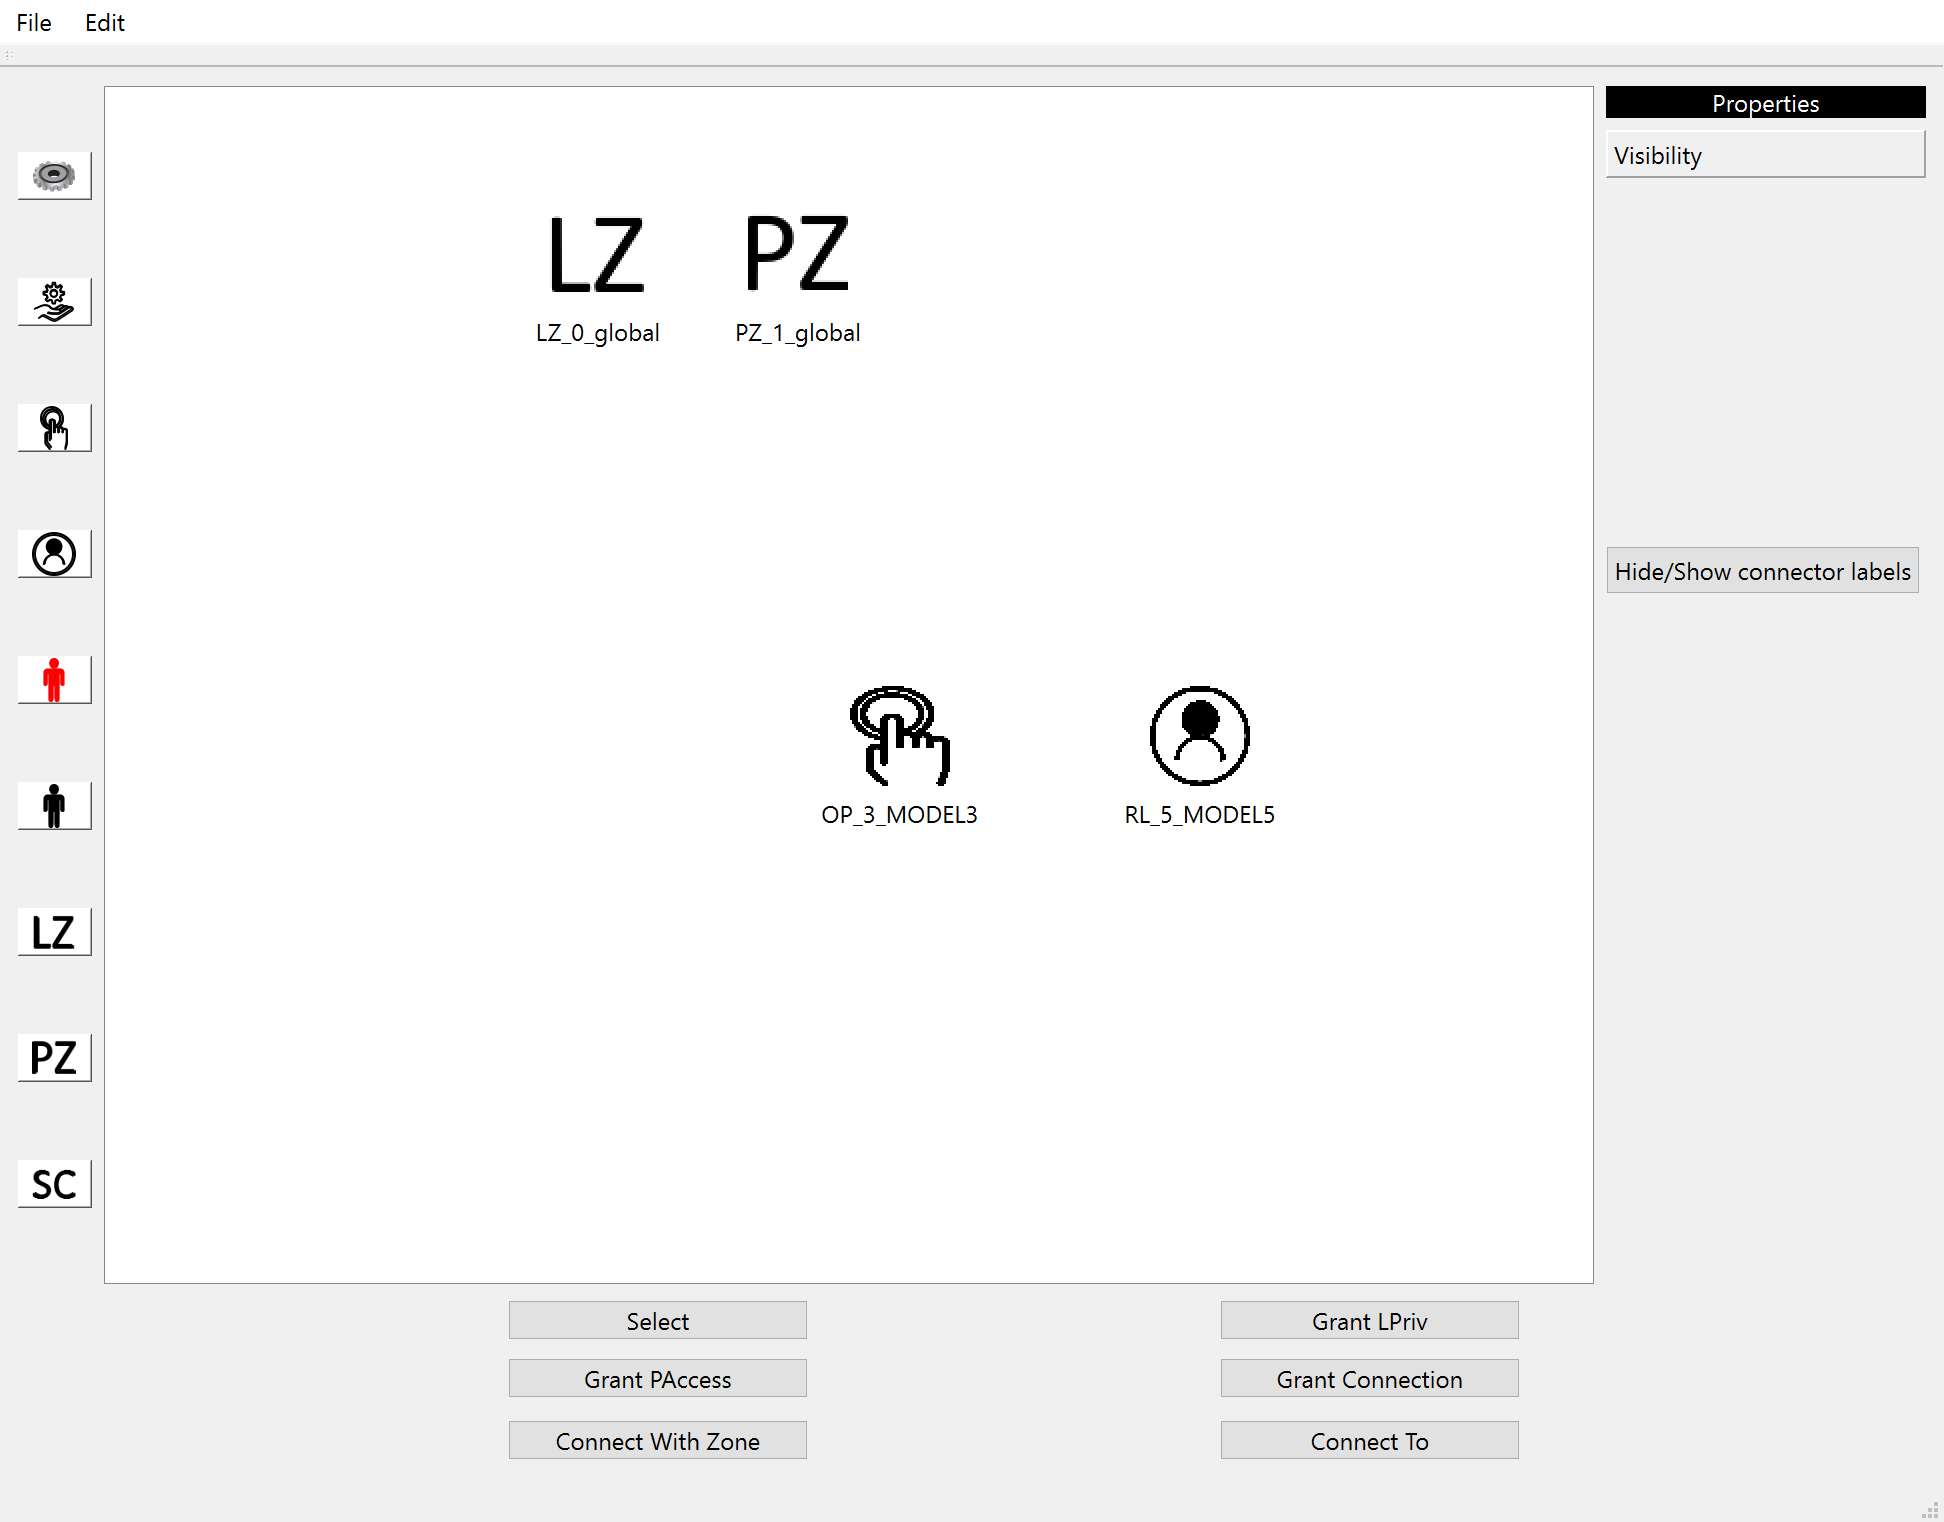 File Edit
Properties
Visibility
LZ PZ
LZ_0_global PZ_1_global
Hide/Show connector labels
OP_3_MODEL3 RL_5_MODEL5
LZ
PZ
SC
Select Grant LPriv
Grant PAccess Grant Connection
Connect With Zone Connect To